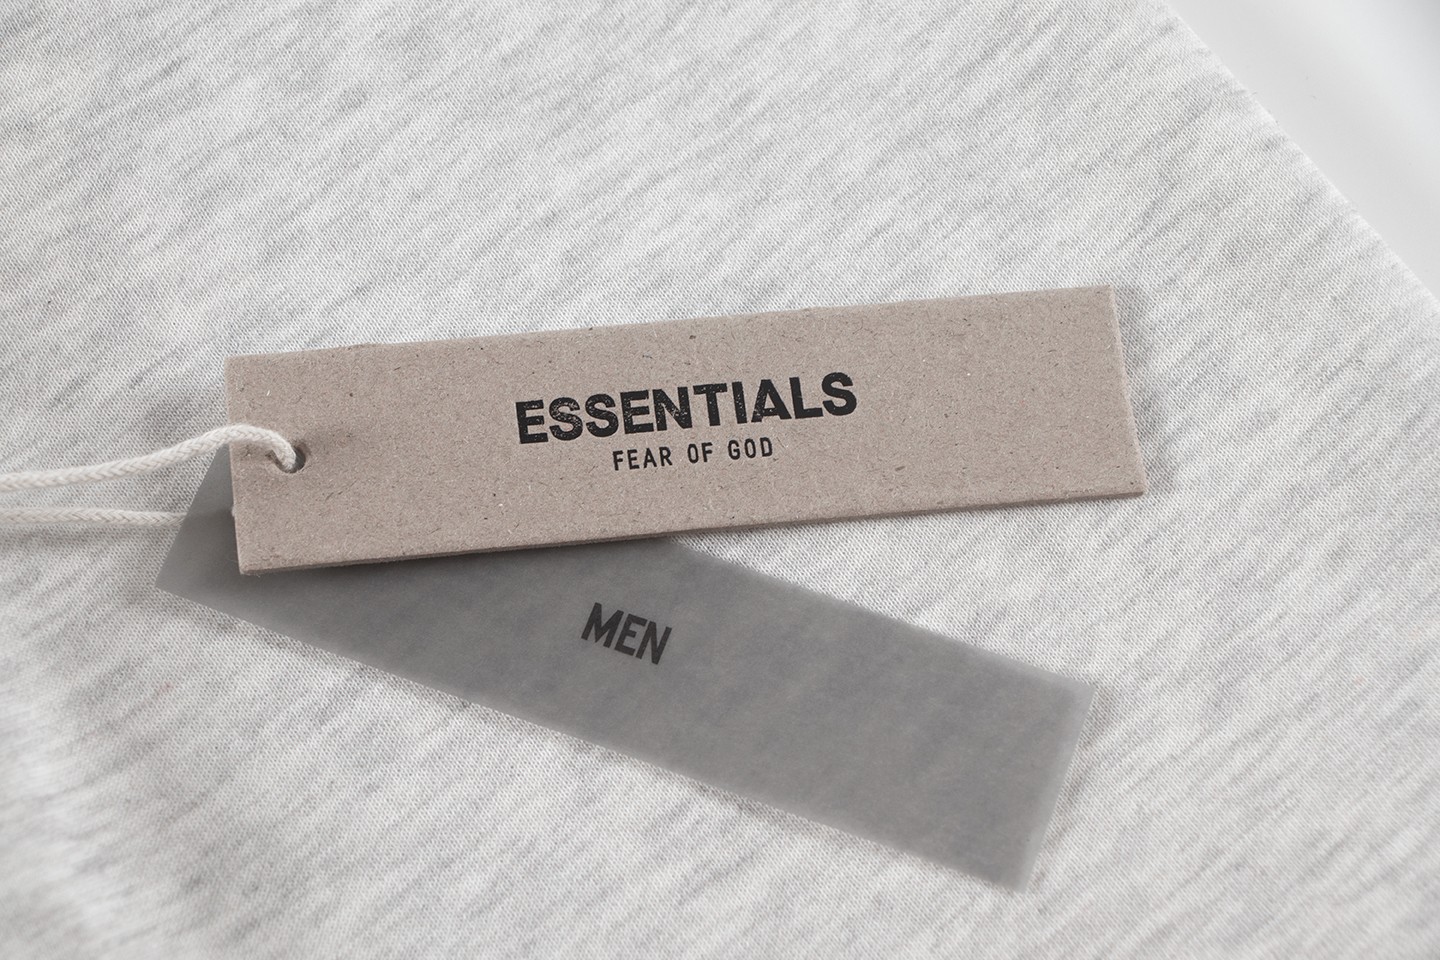 ESSENTIALS
FEAR OF GOD
MEN